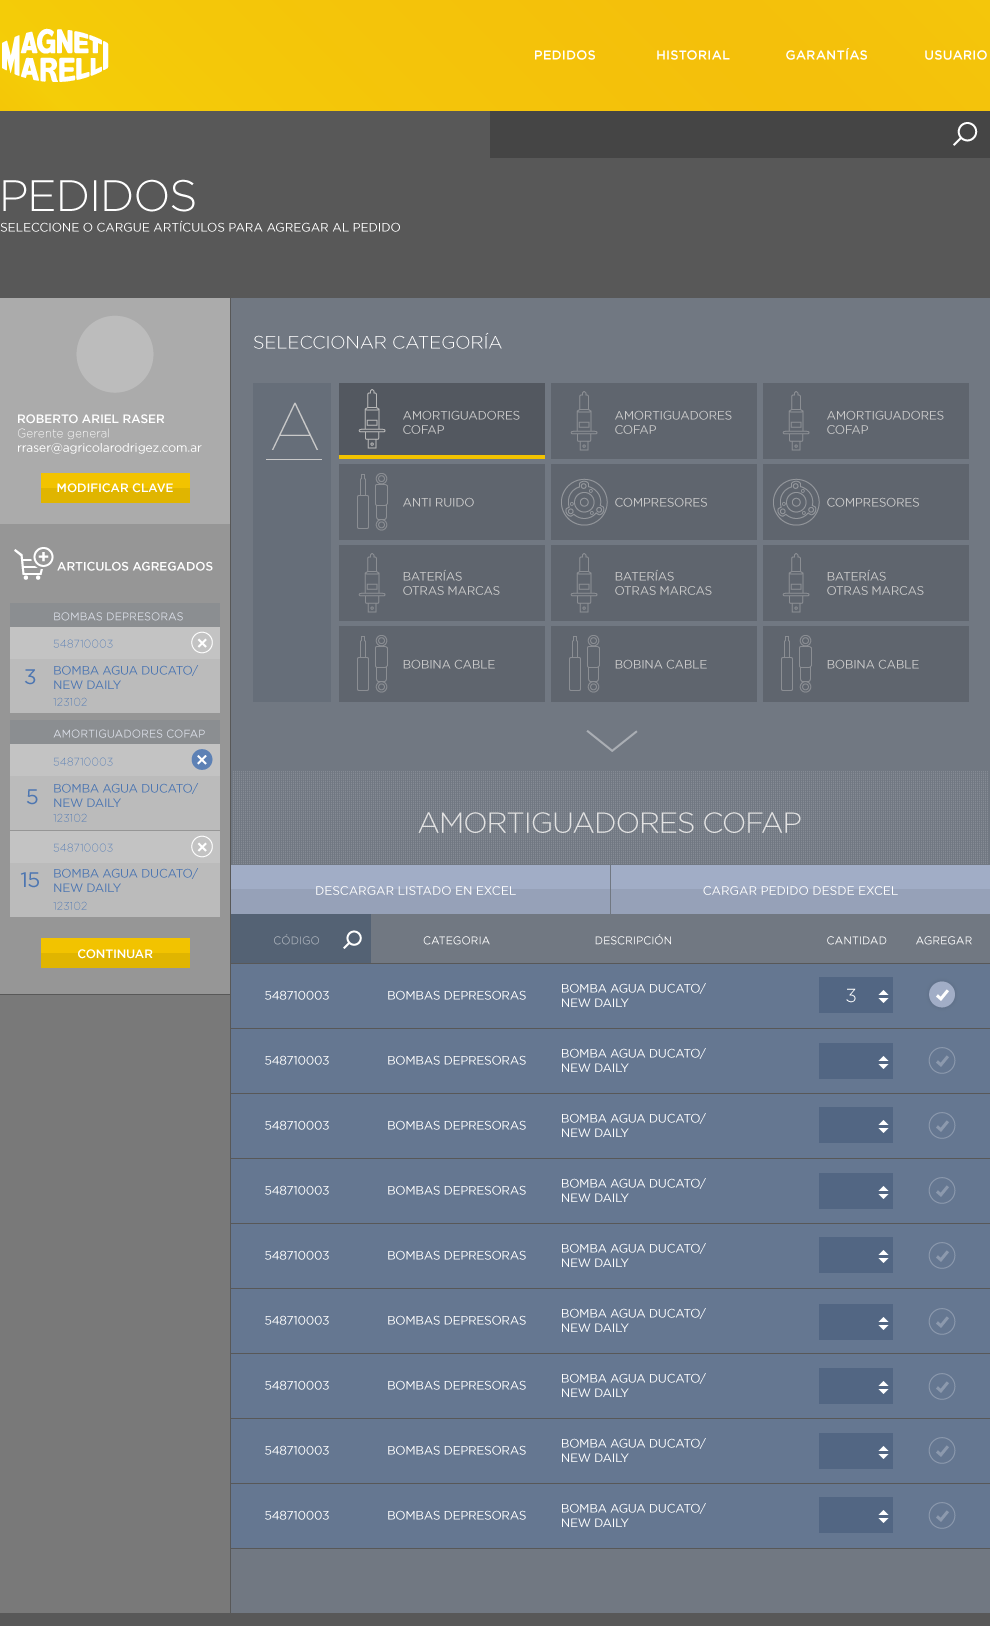 MAGNETI
MARELLI
PEDIDOS
HISTORIAL
GARANTÍAS
USUARIO
PEDIDOS
SELECCIONE O CARGUE ARTÍCULOS PARA AGREGAR AL PEDIDO
ROBERTO ARIEL RASER
Gerente general
rraser@agricolarodrigez.com.ar
MODIFICAR CLAVE
ARTICULOS AGREGADOS
BOMBAS DEPRESORAS
548710003
3
BOMBA AGUA DUCATO/
NEW DAILY
123102
AMORTIGUADORES COFAP
548710003
5
BOMBA AGUA DUCATO/
NEW DAILY
123102
548710003
15
BOMBA AGUA DUCATO/
NEW DAILY
123102
CONTINUAR
SELECCIONAR CATEGORÍA
A
AMORTIGUADORES
COFAP
AMORTIGUADORES
COFAP
AMORTIGUADORES
COFAP
ANTI RUIDO
COMPRESORES
COMPRESORES
BATERÍAS
OTRAS MARCAS
BATERÍAS
OTRAS MARCAS
BATERÍAS
OTRAS MARCAS
BOBINA CABLE
BOBINA CABLE
BOBINA CABLE
AMORTIGUADORES COFAP
DESCARGAR LISTADO EN EXCEL
CARGAR PEDIDO DESDE EXCEL
CÓDIGO
CATEGORIA
DESCRIPCIÓN
CANTIDAD
AGREGAR
548710003
BOMBAS DEPRESORAS
BOMBA AGUA DUCATO/
NEW DAILY
3
548710003
BOMBAS DEPRESORAS
BOMBA AGUA DUCATO/
NEW DAILY
548710003
BOMBAS DEPRESORAS
BOMBA AGUA DUCATO/
NEW DAILY
548710003
BOMBAS DEPRESORAS
BOMBA AGUA DUCATO/
NEW DAILY
548710003
BOMBAS DEPRESORAS
BOMBA AGUA DUCATO/
NEW DAILY
548710003
BOMBAS DEPRESORAS
BOMBA AGUA DUCATO/
NEW DAILY
548710003
BOMBAS DEPRESORAS
BOMBA AGUA DUCATO/
NEW DAILY
548710003
BOMBAS DEPRESORAS
BOMBA AGUA DUCATO/
NEW DAILY
548710003
BOMBAS DEPRESORAS
BOMBA AGUA DUCATO/
NEW DAILY